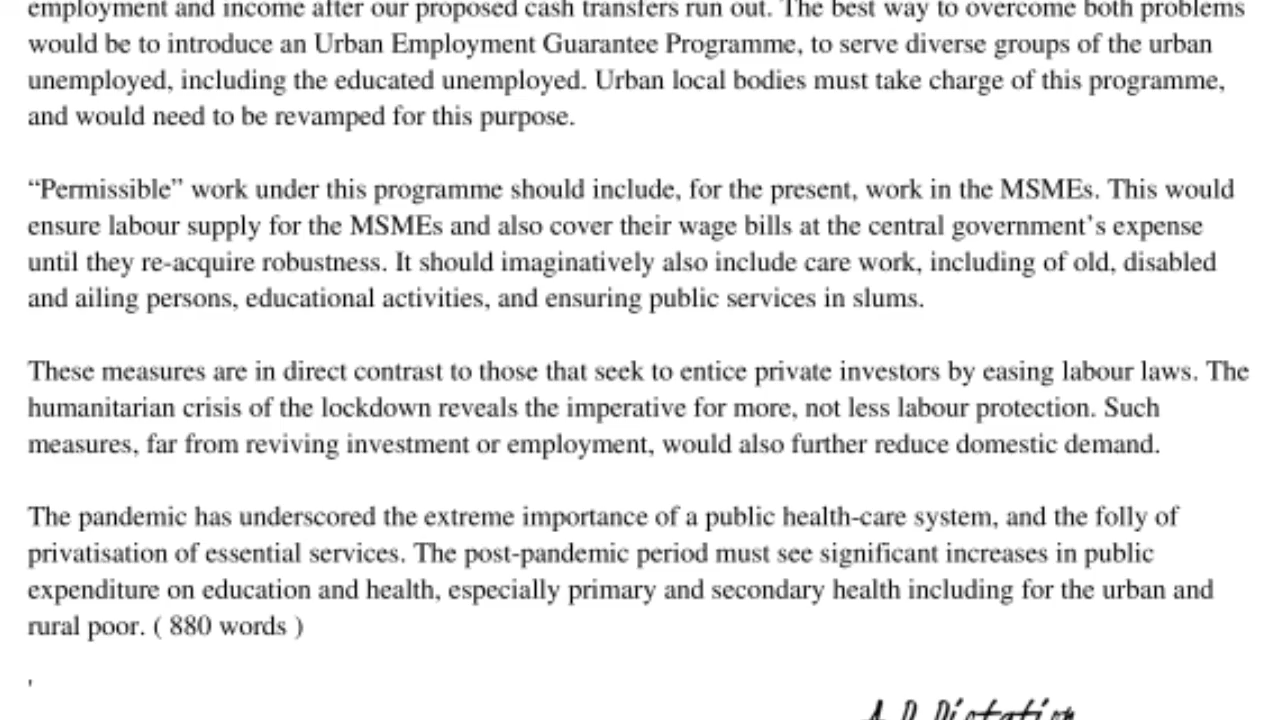 employment and income after our proposed cash transfers run out. The best way to overcome both problems
would be to introduce an Urban Employment Guarantee Programme, to serve diverse groups of the urban
unemployed, including the educated unemployed. Urban local bodies must take charge of this programme,
and would need to be revamped for this purpose.
“Permissible” work under this programme should include, for the present, work in the MSMEs. This would
ensure labour supply for the MSMEs and also cover their wage bills at the central government’s expense
until they re-acquire robustness. It should imaginatively also include care work, including of old, disabled
and ailing persons, educational activities, and ensuring public services in slums.
These measures are in direct contrast to those that seek to entice private investors by easing labour laws. The
humanitarian crisis of the lockdown reveals the imperative for more, not less labour protection. Such
measures, far from reviving investment or employment, would also further reduce domestic demand.
The pandemic has underscored the extreme importance of a public health-care system, and the folly of
privatisation of essential services. The post-pandemic period must see significant increases in public
expenditure on education and health, especially primary and secondary health including for the urban and
rural poor. ( 880 words )
'
A.D. Dictation